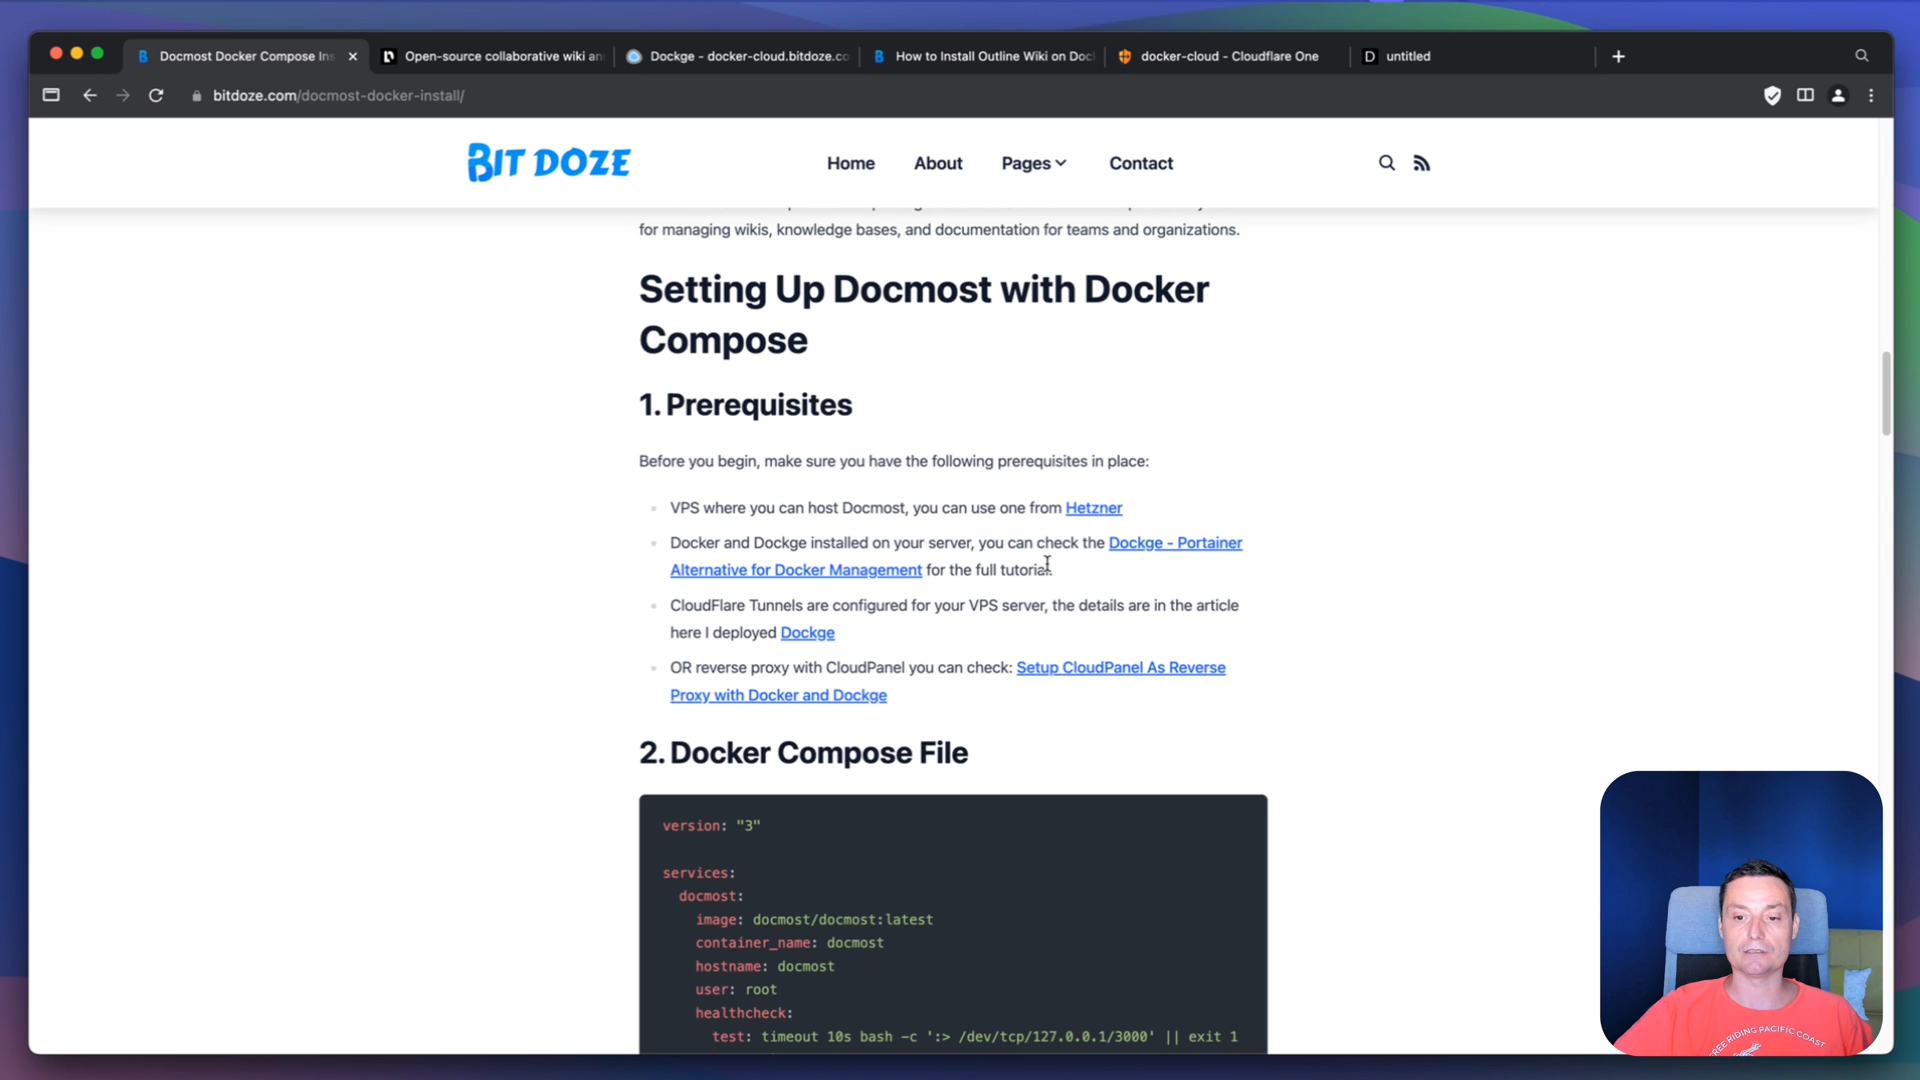 Docmost Docker Compose Ins
Open-source collaborative wiki an
Dockge - docker-cloud.bitdoze.co
How to Install Outline Wiki on Doc
docker-cloud - Cloudflare One
D untitled
bitdoze.com/docmost-docker-install/
BIT DOZE
Home
About
Pages
Contact
for managing wikis, knowledge bases, and documentation for teams and organizations.
Setting Up Docmost with Docker
Compose
1. Prerequisites
Before you begin, make sure you have the following prerequisites in place:
VPS where you can host Docmost, you can use one from Hetzner
Docker and Dockge installed on your server, you can check the Dockge - Portainer
Alternative for Docker Management for the full tutorial.
CloudFlare Tunnels are configured for your VPS server, the details are in the article
here I deployed Dockge
OR reverse proxy with CloudPanel you can check: Setup CloudPanel As Reverse
Proxy with Docker and Dockge
2. Docker Compose File
version: "3"
services:
docmost:
image: docmost/docmost:latest
container_name: docmost
hostname: docmost
user: root
healthcheck:
test: timeout 10s bash -c ':> /dev/tcp/127.0.0.1/3000' || exit 1
FREE RIDING PACIFIC COAST